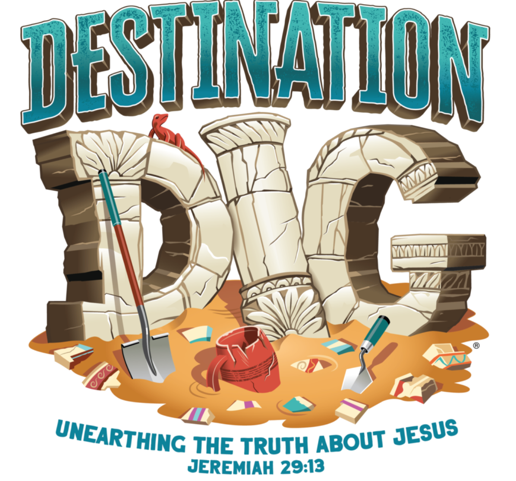 DESTINATION
DIG
®
UNEARTHING THE TRUTH ABOUT JESUS
JEREMIAH 29:13